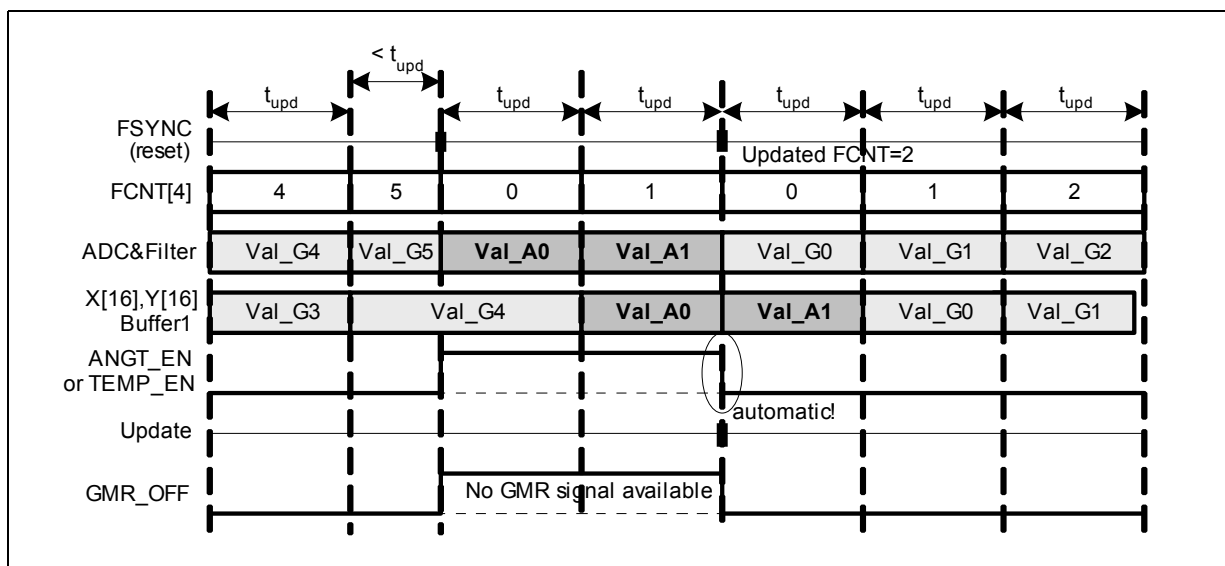 < tupd
tupd tupd tupd tupd tupd tupd
FSYNC
(reset)
Updated FCNT=2
FCNT[4] 4 5 0 1 0 1 2
ADC&Filter Val_G4 Val_G5 Val_A0 Val_A1 Val_G0 Val_G1 Val_G2
X[16],Y[16]
Buffer1
Val_G3 Val_G4 Val_A0 Val_A1 Val_G0 Val_G1
ANGT_EN
or TEMP_EN
automatic!
Update
GMR_OFF No GMR signal available